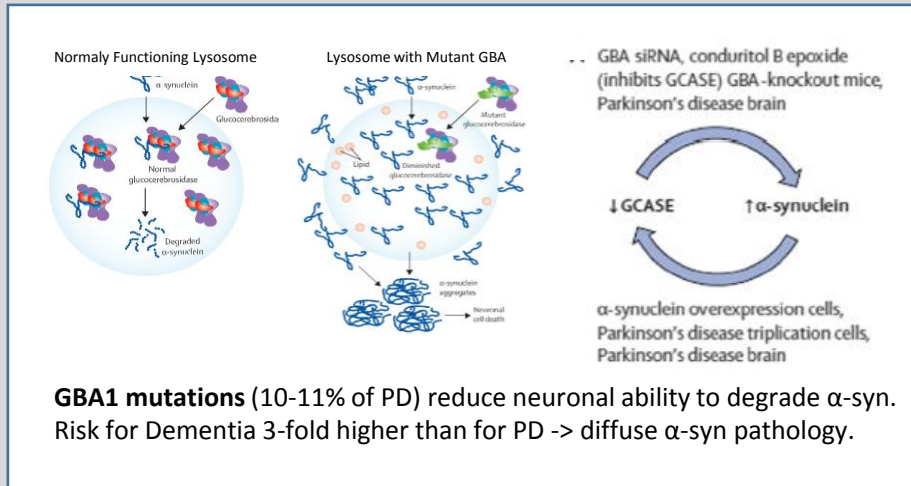 Normaly Functioning Lysosome
α-synuclein
Glucocerebrosida
Normal
glucocerebrosidase
Degraded
α-synuclein
Lysosome with Mutant GBA
α-synuclein
Mutant
glucocerebrosidase
Lipid
Diminished
glucocerebrosidase
α-synuclein
aggregates
Neuronal
cell death
GBA siRNA, conduritol B epoxide
(inhibits GCASE) GBA-knockout mice,
Parkinson's disease brain
↓GCASE
↑α-synuclein
α-synuclein overexpression cells,
Parkinson's disease triplication cells,
Parkinson's disease brain
GBA1 mutations (10-11% of PD) reduce neuronal ability to degrade α-syn.
Risk for Dementia 3-fold higher than for PD -> diffuse α-syn pathology.